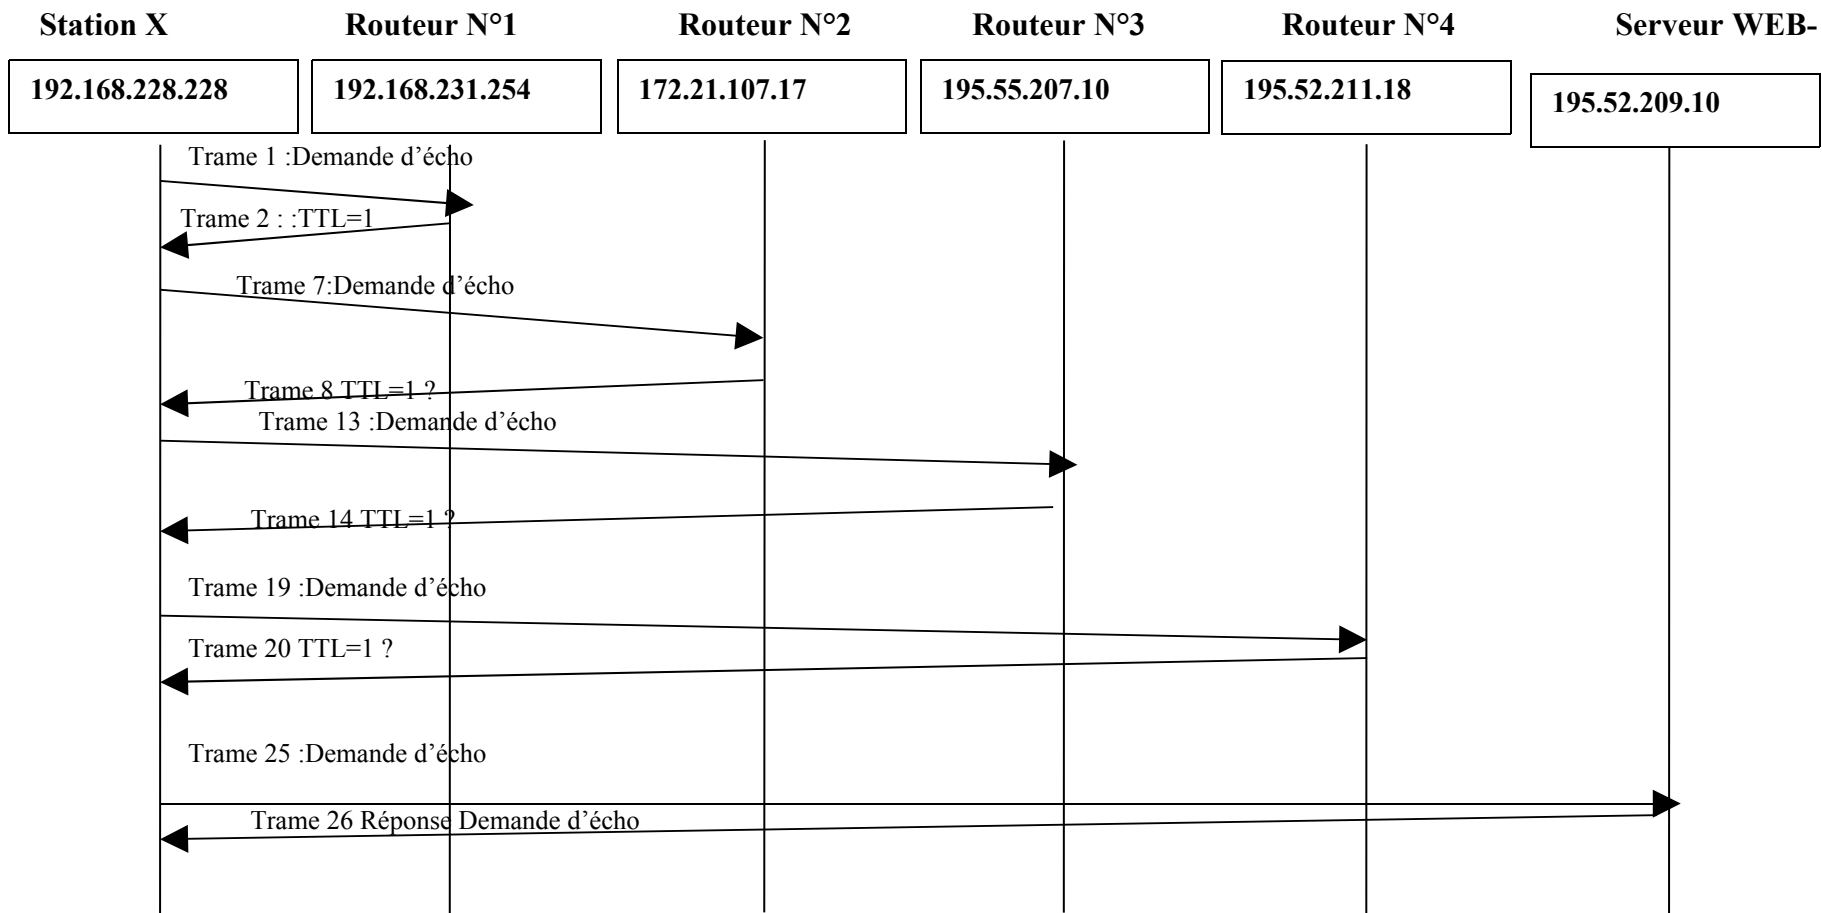 Station X Routeur N°1 Routeur N°2 Routeur N°3 Routeur N°4 Serveur WEB-
192.168.228.228 192.168.231.254 172.21.107.17 195.55.207.10 195.52.211.18 195.52.209.10
Trame 1 :Demande d’écho
Trame 2 : :TTL=1
Trame 7:Demande d’écho
Trame 8 TTL=1 ?
Trame 13 :Demande d’écho
Trame 14 TTL=1 ?
Trame 19 :Demande d’écho
Trame 20 TTL=1 ?
Trame 25 :Demande d’écho
Trame 26 Réponse Demande d’écho